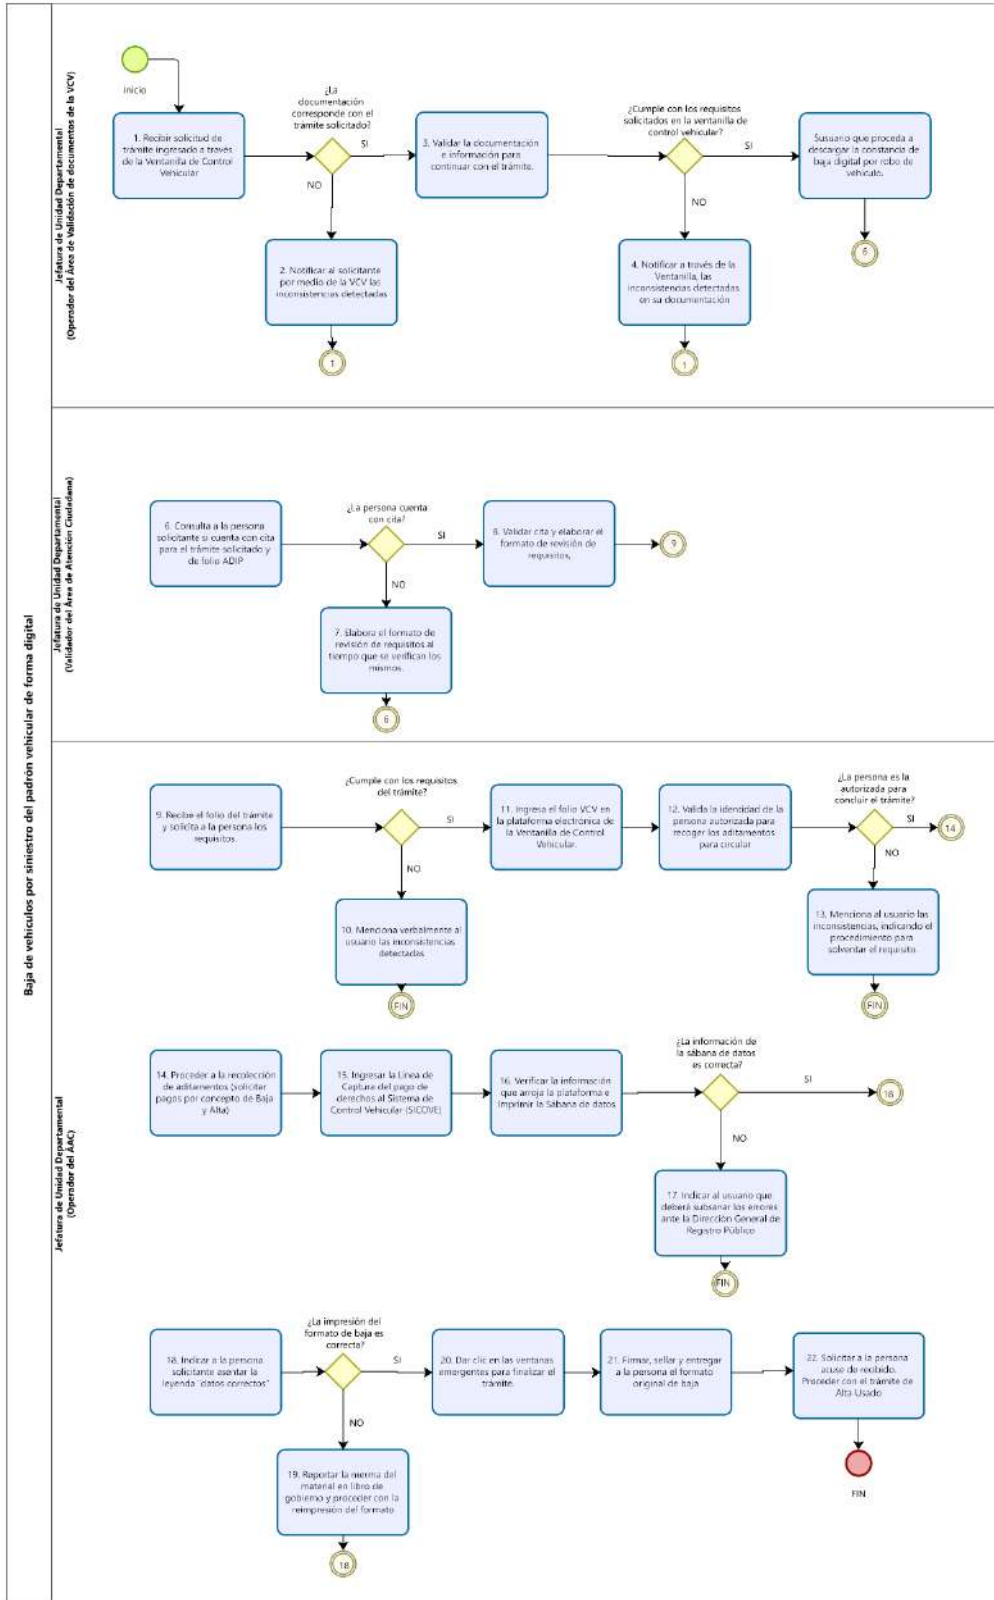 Baja de vehículos por siniestro del padrón vehicular de forma digital
Jefatura de Unidad Departamental
(Operador del Área de Validación de documentos de la VCV)
Inicio
1. Recibir solicitud de
trámite ingresado a través
de la Ventanilla de Control
Vehicular
¿La
documentación
corresponde con el
trámite solicitado?
SI
NO
2. Notificar al solicitante
por medio de la VCV las
inconsistencias detectadas
1
3. Validar la documentación
e información para
continuar con el trámite.
¿Cumple con los requisitos
solicitados en la ventanilla de
control vehicular?
SI
NO
4. Notificar a través de la
Ventanilla, las
inconsistencias detectadas
en su documentación
1
5usuario que proceda a
descargar la constancia de
baja digital por robo de
vehículo.
6
Jefatura de Unidad Departamental
(Validador del Área de Atención Ciudadana)
6. Consulta a la persona
solicitante si cuenta con cita
para el trámite solicitado y
de folio ADIP
¿La persona cuenta
con cita?
SI
NO
7. Elabora el formato de
revisión de requisitos al
tiempo que se verifican los
mismos.
6
8. Validar cita y elaborar el
formato de revisión de
requisitos,
9
Jefatura de Unidad Departamental
(Operador del ÁAC)
9. Recibe el folio del trámite
y solicita a la persona los
requisitos.
¿Cumple con los requisitos
del trámite?
SI
NO
10. Menciona verbalmente al
usuario las inconsistencias
detectadas
FIN
11. Ingresa el folio VCV en
la plataforma electrónica de
la Ventanilla de Control
Vehicular.
12. Valida la identidad de la
persona autorizada para
recoger los aditamentos
para circular
¿La persona es la
autorizada para
concluir el trámite?
SI
14
NO
13. Menciona al usuario las
inconsistencias, indicando el
procedimiento para
solventar el requisito
FIN
14. Proceder a la recolección
de aditamentos (solicitar
pagos por concepto de Baja
y Alta)
15. Ingresar la Línea de
Captura del pago de
derechos al Sistema de
Control Vehicular (SICOVE)
16. Verificar la información
que arroja la plataforma e
imprimir la Sábana de datos
¿La información de
la sábana de datos
es correcta?
SI
18
NO
17. Indicar al usuario que
deberá subsanar los errores
ante la Dirección General de
Registro Público
FIN
18. Indicar a la persona
solicitante asentar la
leyenda "datos correctos"
¿La impresión del
formato de baja es
correcta?
SI
NO
19. Reportar la merma del
material en libro de
gobierno y proceder con la
reimpresión del formato
18
20. Dar clic en las ventanas
emergentes para finalizar el
trámite.
21. Firmar, sellar y entregar
a la persona el formato
original de baja
22. Solicitar a la persona
acuse de recibido.
Proceder con el trámite de
Alta Usado
FIN